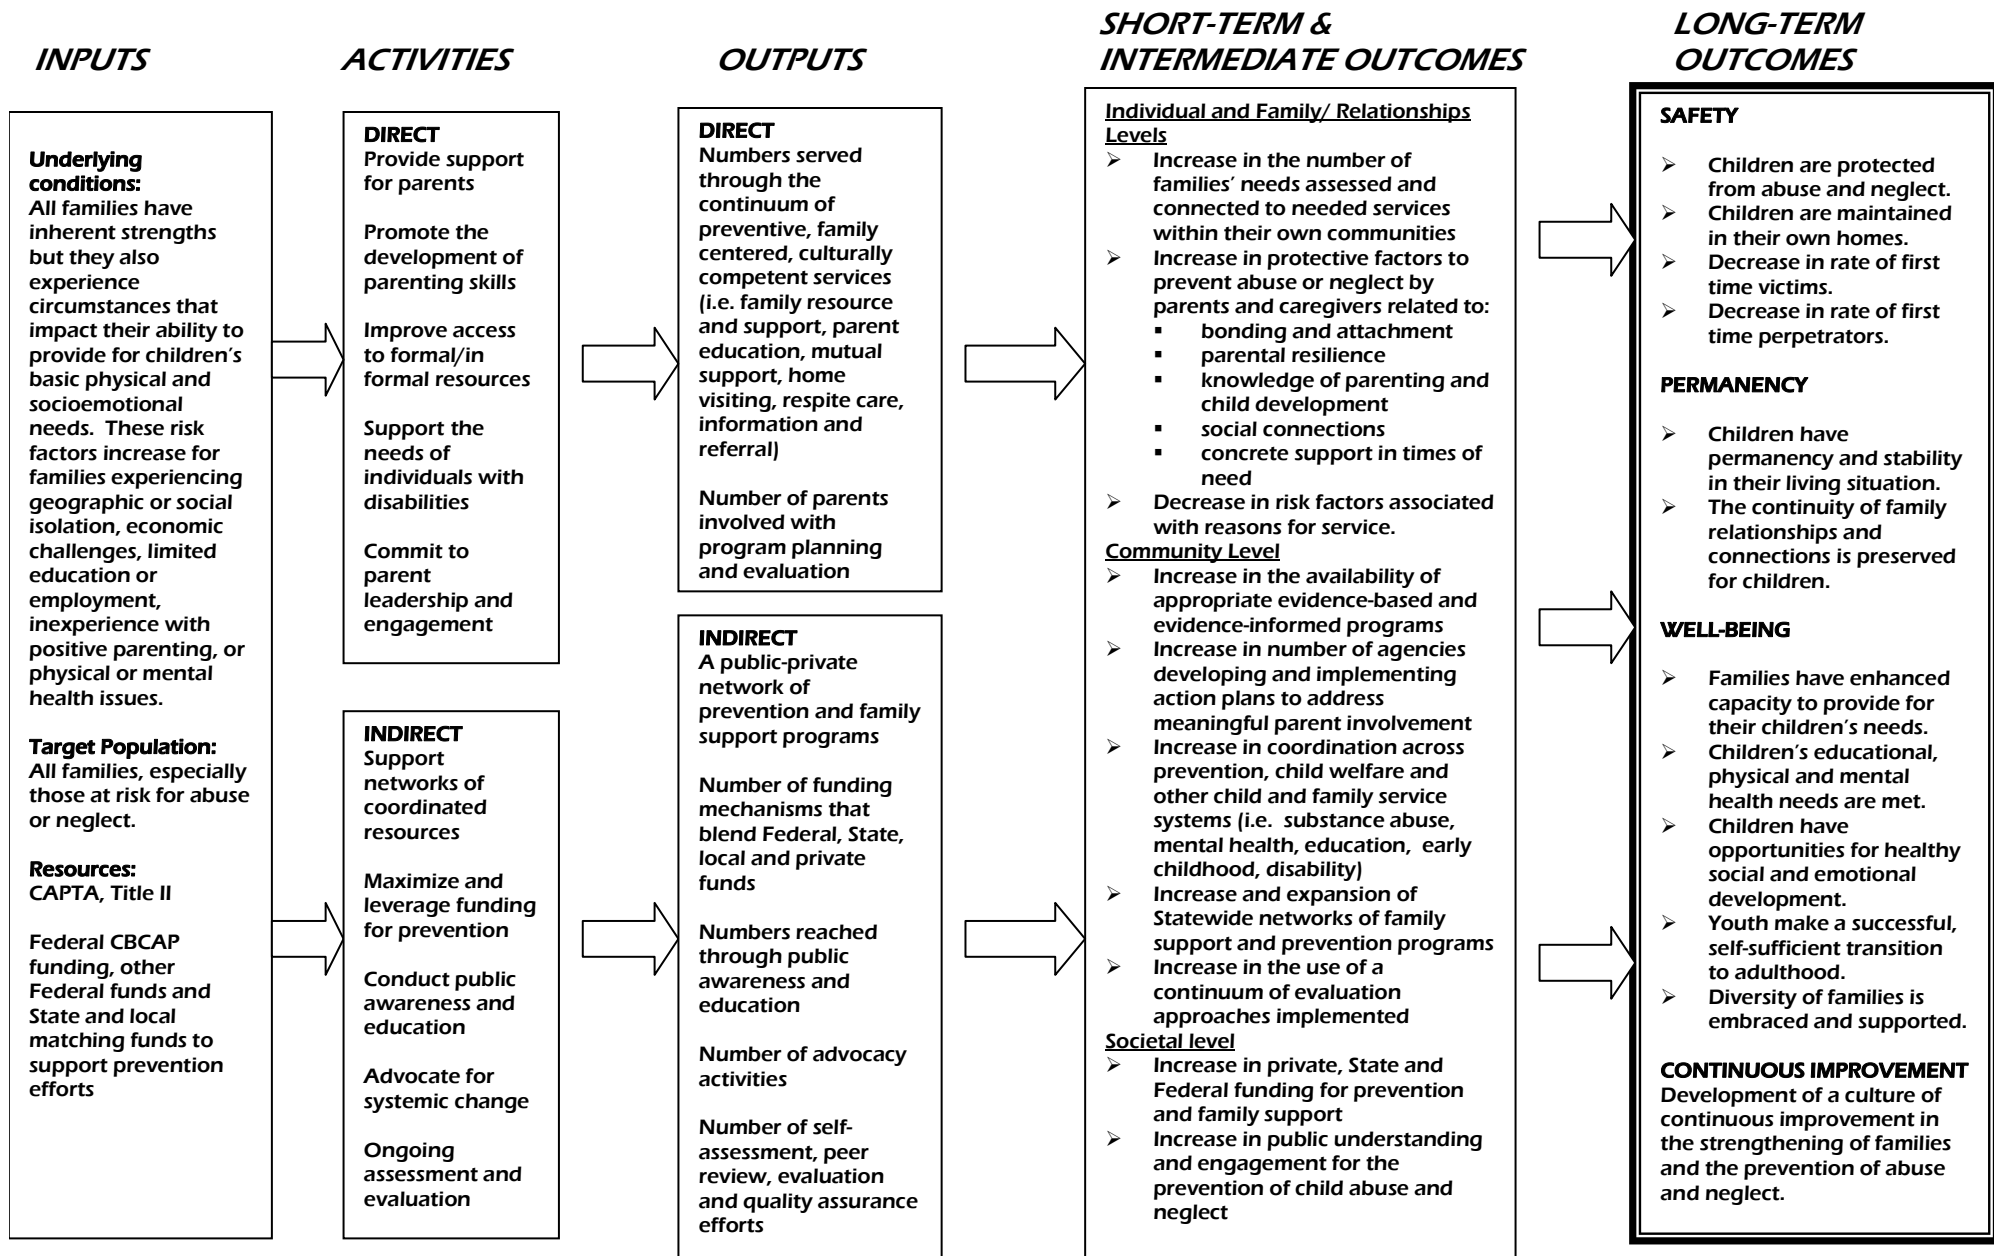 INPUTS
ACTIVITIES
OUTPUTS
SHORT-TERM &
INTERMEDIATE OUTCOMES
LONG-TERM
OUTCOMES
Underlying
conditions:
All families have
inherent strengths
but they also
experience
circumstances that
impact their ability to
provide for children's
basic physical and
socioemotional
needs. These risk
factors increase for
families experiencing
geographic or social
isolation, economic
challenges, limited
education or
employment,
inexperience with
positive parenting, or
physical or mental
health issues.
Target Population:
All families, especially
those at risk for abuse
or neglect.
Resources:
CAPTA, Title II
Federal CBCAP
funding, other
Federal funds and
State and local
matching funds to
support prevention
efforts
DIRECT
Provide support
for parents
Promote the
development of
parenting skills
Improve access
to formal/in
formal resources
Support the
needs of
individuals with
disabilities
Commit to
parent
leadership and
engagement
INDIRECT
Support
networks of
coordinated
resources
Maximize and
leverage funding
for prevention
Conduct public
awareness and
education
Advocate for
systemic change
Ongoing
assessment and
evaluation
DIRECT
Numbers served
through the
continuum of
preventive, family
centered, culturally
competent services
(i.e. family resource
and support, parent
education, mutual
support, home
visiting, respite care,
information and
referral)
Number of parents
involved with
program planning
and evaluation
INDIRECT
A public-private
network of
prevention and family
support programs
Number of funding
mechanisms that
blend Federal, State,
local and private
funds
Numbers reached
through public
awareness and
education
Number of advocacy
activities
Number of self-
assessment, peer
review, evaluation
and quality assurance
efforts
Individual and Family/ Relationships
Levels
➢ Increase in the number of
families' needs assessed and
connected to needed services
within their own communities
➢ Increase in protective factors to
prevent abuse or neglect by
parents and caregivers related to:
▪ bonding and attachment
▪ parental resilience
▪ knowledge of parenting and
child development
▪ social connections
▪ concrete support in times of
need
➢ Decrease in risk factors associated
with reasons for service.
Community Level
➢ Increase in the availability of
appropriate evidence-based and
evidence-informed programs
➢ Increase in number of agencies
developing and implementing
action plans to address
meaningful parent involvement
➢ Increase in coordination across
prevention, child welfare and
other child and family service
systems (i.e. substance abuse,
mental health, education, early
childhood, disability)
➢ Increase and expansion of
Statewide networks of family
support and prevention programs
➢ Increase in the use of a
continuum of evaluation
approaches implemented
Societal level
➢ Increase in private, State and
Federal funding for prevention
and family support
➢ Increase in public understanding
and engagement for the
prevention of child abuse and
neglect
SAFETY
➢ Children are protected
from abuse and neglect.
➢ Children are maintained
in their own homes.
➢ Decrease in rate of first
time victims.
➢ Decrease in rate of first
time perpetrators.
PERMANENCY
➢ Children have
permanency and stability
in their living situation.
➢ The continuity of family
relationships and
connections is preserved
for children.
WELL-BEING
➢ Families have enhanced
capacity to provide for
their children's needs.
➢ Children's educational,
physical and mental
health needs are met.
➢ Children have
opportunities for healthy
social and emotional
development.
➢ Youth make a successful,
self-sufficient transition
to adulthood.
➢ Diversity of families is
embraced and supported.
CONTINUOUS IMPROVEMENT
Development of a culture of
continuous improvement in
the strengthening of families
and the prevention of abuse
and neglect.